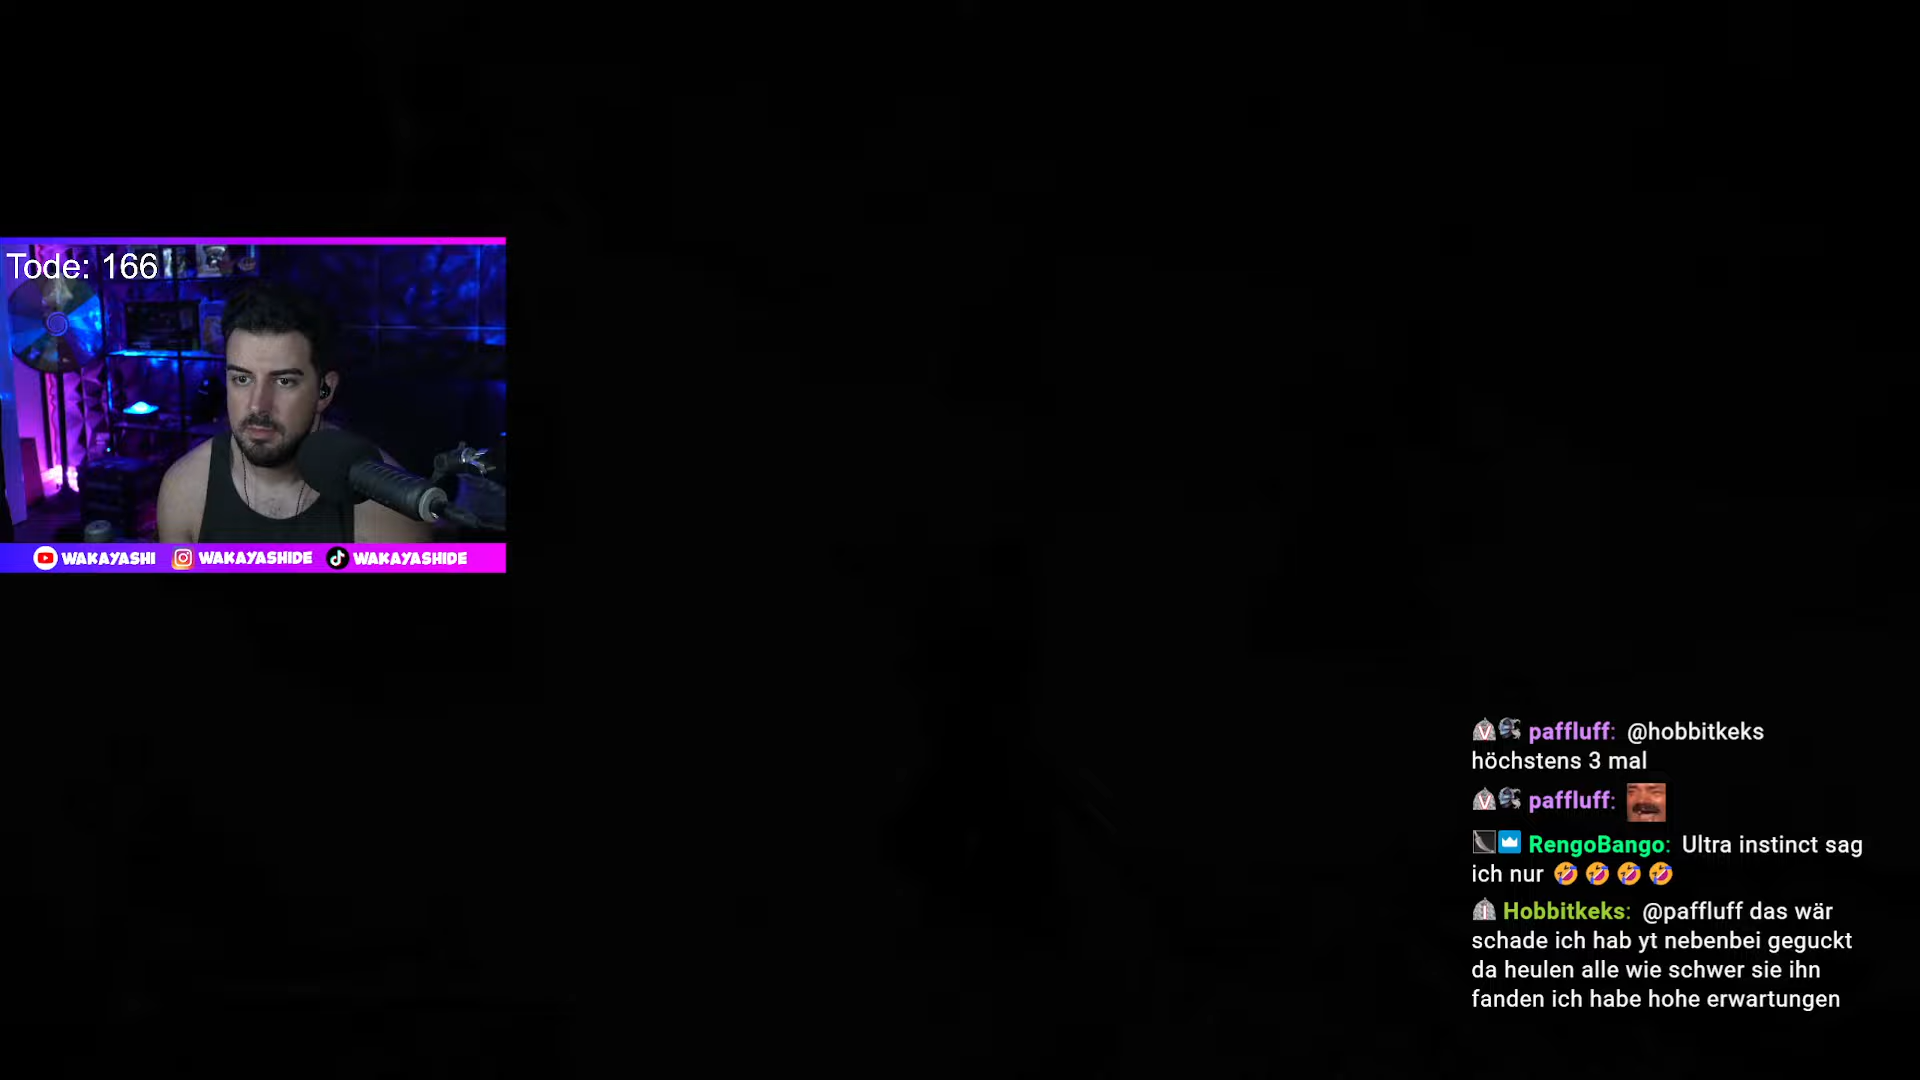 Tode: 166
WAKAYASHI WAKAYASHIDE WAKAYASHIDE
paffluff: @hobbitkeks
höchstens 3 mal
paffluff:
RengoBango: Ultra instinct sag
ich nur 🤣 🤣 🤣 🤣
Hobbitkeks: @paffluff das wär
schade ich hab yt nebenbei geguckt
da heulen alle wie schwer sie ihn
fanden ich habe hohe erwartungen